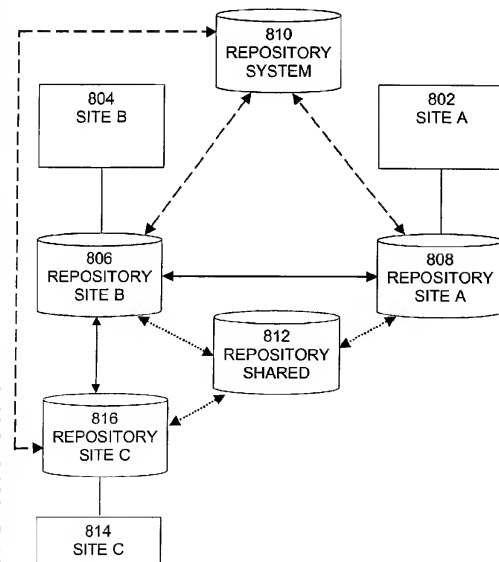 810
REPOSITORY
SYSTEM
804
SITE B
802
SITE A
806
REPOSITORY
SITE B
808
REPOSITORY
SITE A
812
REPOSITORY
SHARED
816
REPOSITORY
SITE C
814
SITE C